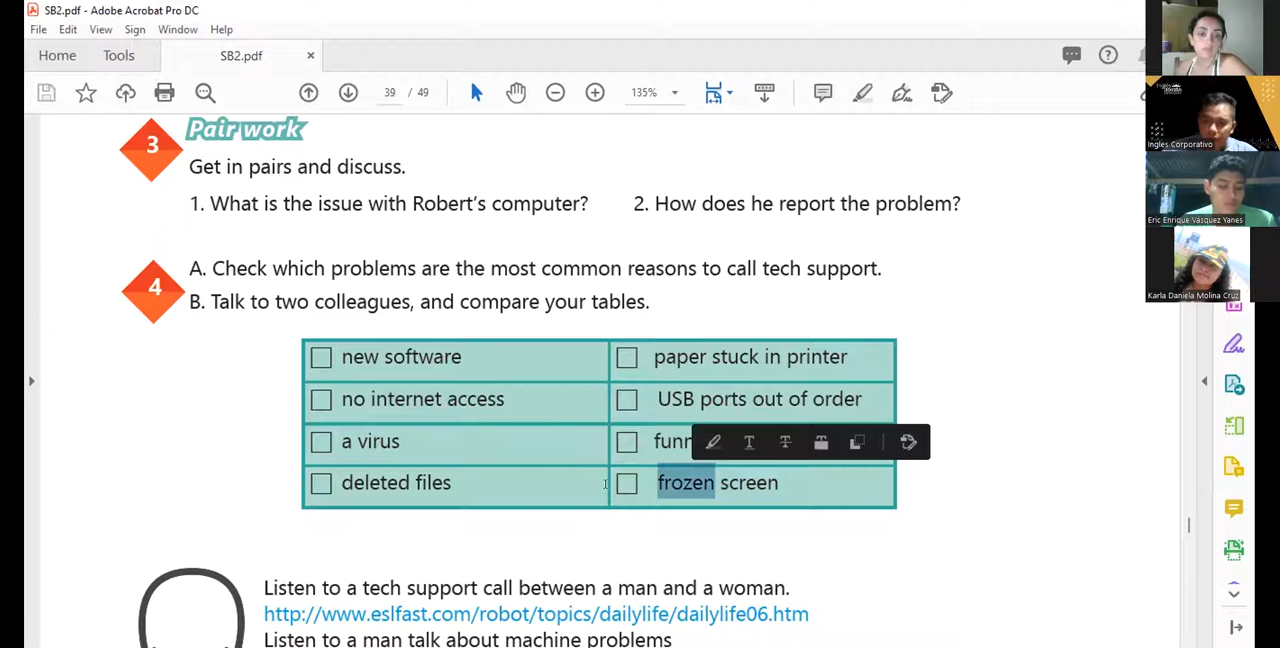 SB2.pdf - Adobe Acrobat Pro DC
File Edit View Sign Window Help
Home Tools SB2.pdf ×
39 / 49 135%
3 Pair work
Get in pairs and discuss.
1. What is the issue with Robert's computer? 2. How does he report the problem?
4 A. Check which problems are the most common reasons to call tech support.
B. Talk to two colleagues, and compare your tables.
new software paper stuck in printer
no internet access USB ports out of order
a virus funn
deleted files frozen screen
Listen to a tech support call between a man and a woman.
http://www.eslfast.com/robot/topics/dailylife/dailylife06.htm
Listen to a man talk about machine problems
Ingles Corporativo
Eric Enrique Vásquez Yanes
Karla Daniela Molina Cruz